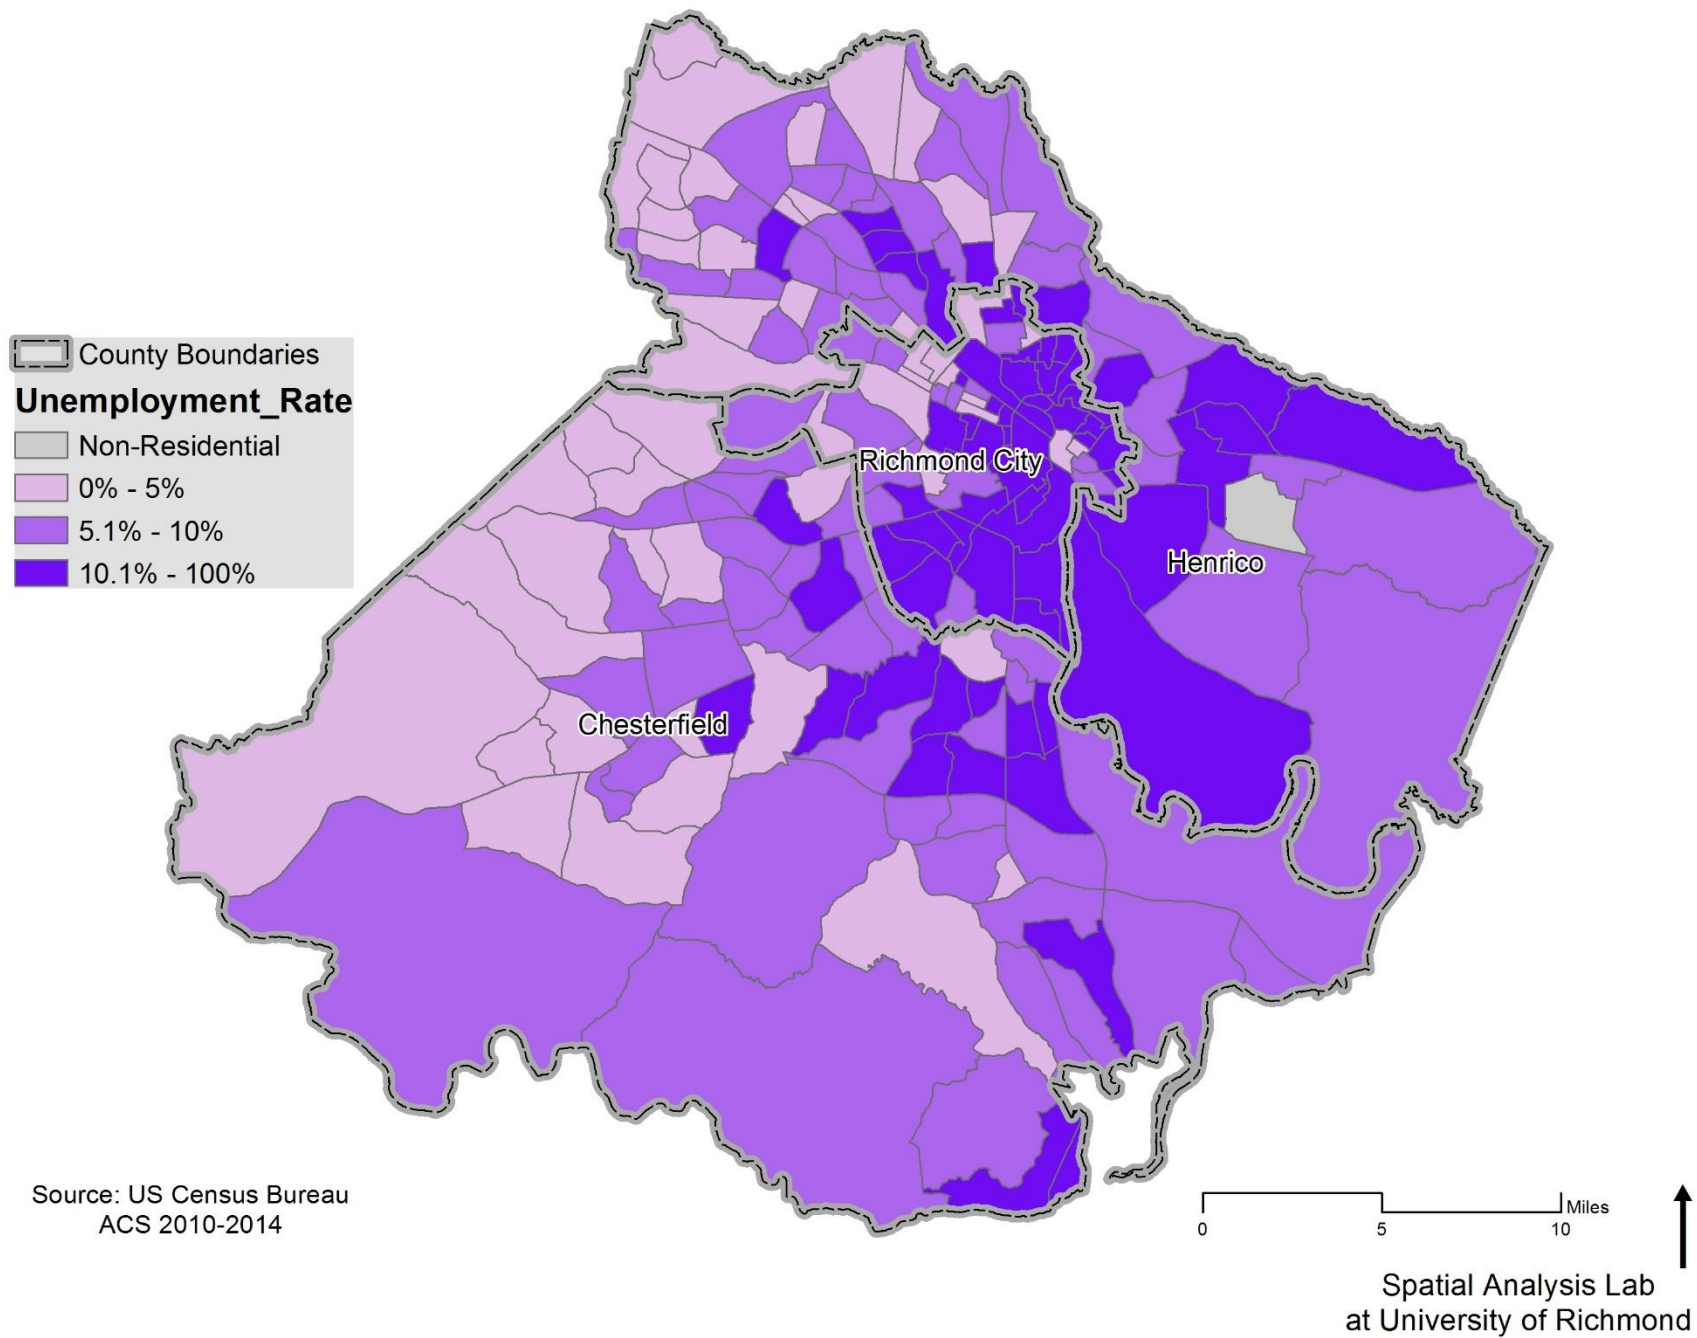 County Boundaries
Unemployment_Rate
Non-Residential
0% - 5%
5.1% - 10%
10.1% - 100%
Richmond City
Henrico
Chesterfield
Source: US Census Bureau
ACS 2010-2014
Miles
0 5 10
Spatial Analysis Lab
at University of Richmond